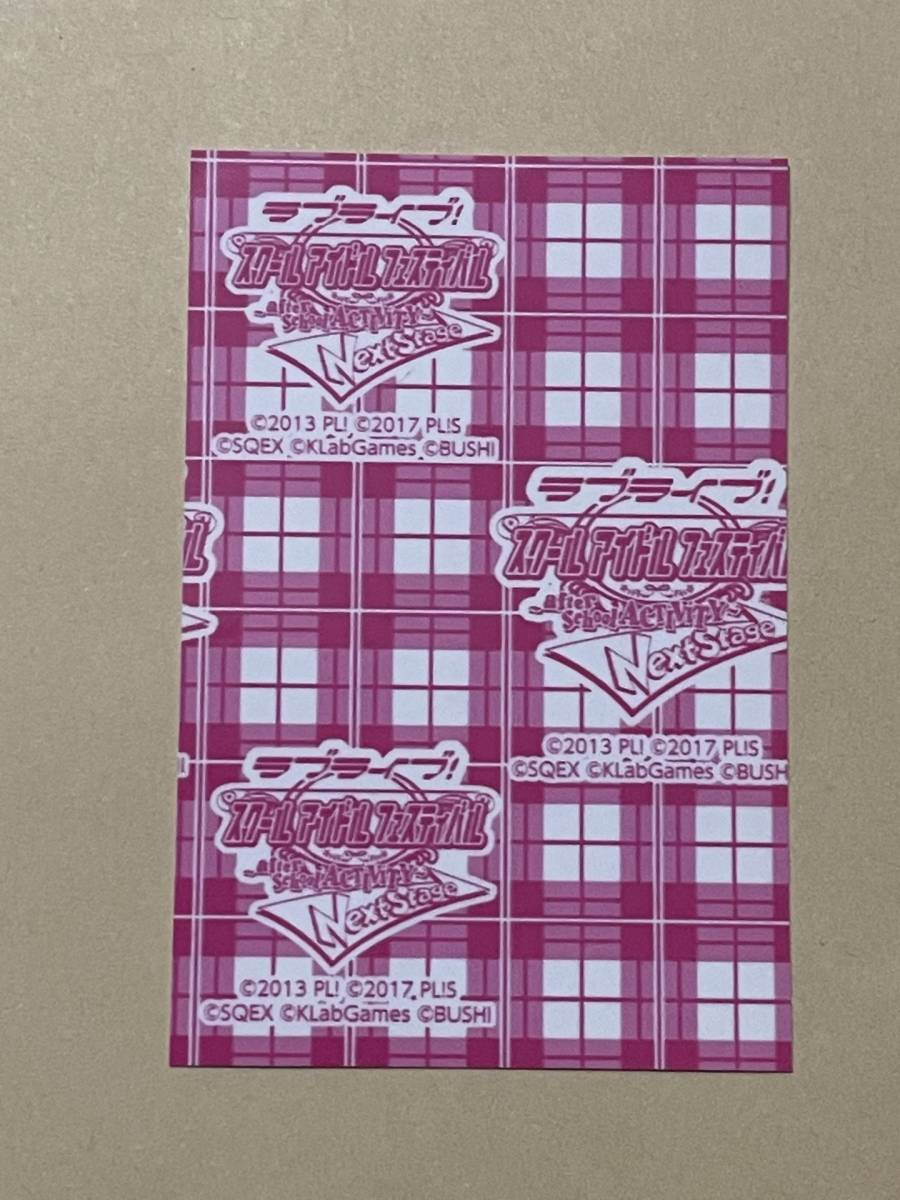 ラブライブ!
スクールアイドルフェスティバル
~after school ACTIVITY~
Next Stage
©2013 PL! ©2017 PL!S
©SQEX ©KLabGames ©BUSHI
ル
ラブライブ!
スクールアイドルフェスティバ
~after school ACTIVITY~
Next Stage
©2013 PL! ©2017 PL!S
©SQEX ©KLabGames ©BUSH
I
ラブライブ!
スクールアイドルフェスティバル
~after school ACTIVITY~
Next Stage
©2013 PL! ©2017 PL!S
©SQEX ©KLabGames ©BUSHI